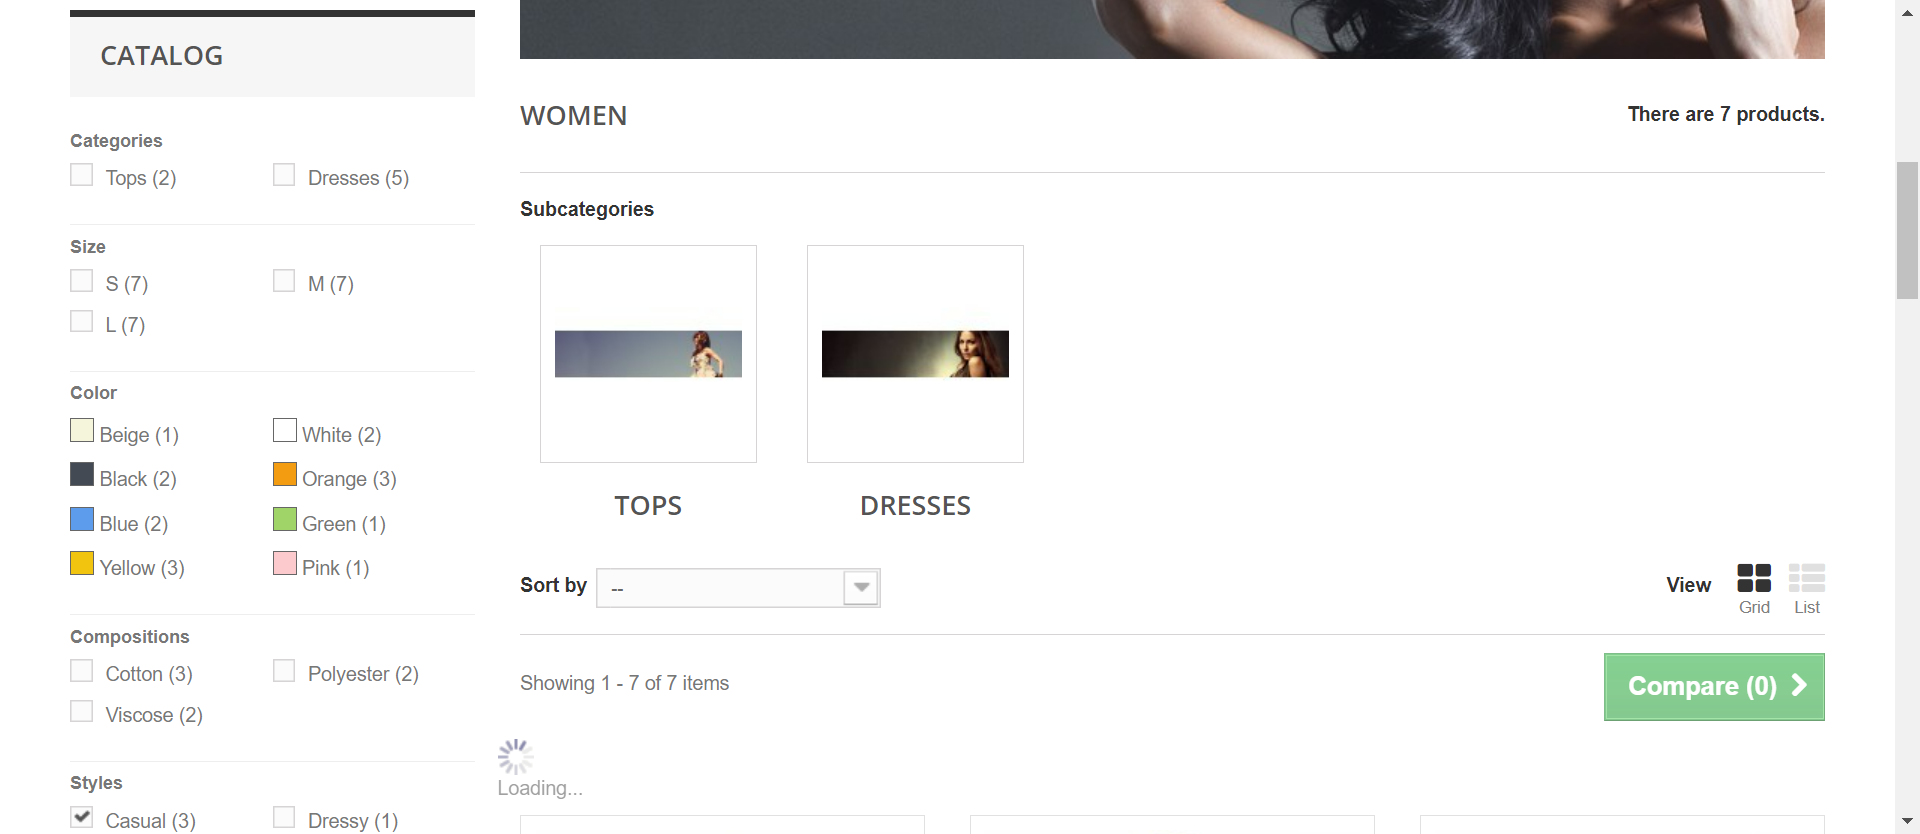 CATALOG
Categories
Tops (2)
Dresses (5)
Size
S (7)
M (7)
L (7)
Color
Beige (1)
White (2)
Black (2)
Orange (3)
Blue (2)
Green (1)
Yellow (3)
Pink (1)
Compositions
Cotton (3)
Polyester (2)
Viscose (2)
Styles
Casual (3)
Dressy (1)
WOMEN
There are 7 products.
Subcategories
TOPS
DRESSES
Sort by
--
View
Grid
List
Showing 1 - 7 of 7 items
Compare (0)
Loading...